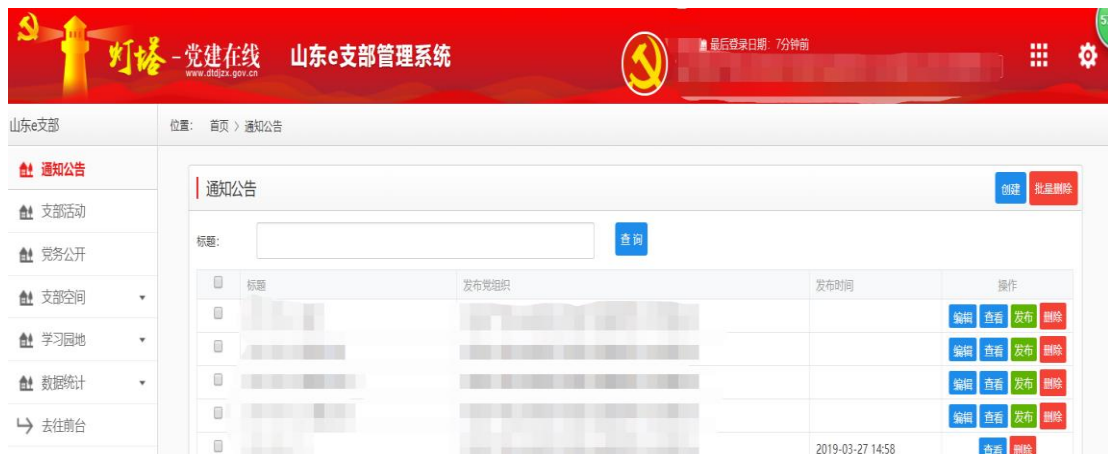 灯塔-党建在线 山东e支部管理系统
www.dtdjzx.gov.cn
最后登录日期: 7分钟前
山东e支部
位置: 首页 〉通知公告
通知公告
支部活动
党务公开
支部空间
学习园地
数据统计
去往前台
通知公告
创建 批量删除
标题:
查询
标题 发布党组织 发布时间 操作
编辑 查看 发布 删除
编辑 查看 发布 删除
编辑 查看 发布 删除
编辑 查看 发布 删除
2019-03-27 14:58 查看 删除